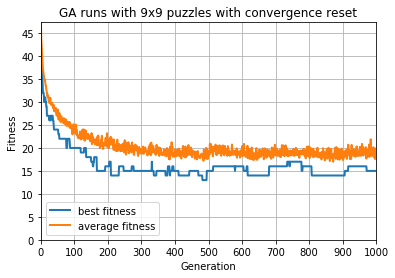 GA runs with 9x9 puzzles with convergence reset
45
40
35
30
25
20
15
10
5
0
Fitness
best fitness
average fitness
0 100 200 300 400 500 600 700 800 900 1000
Generation